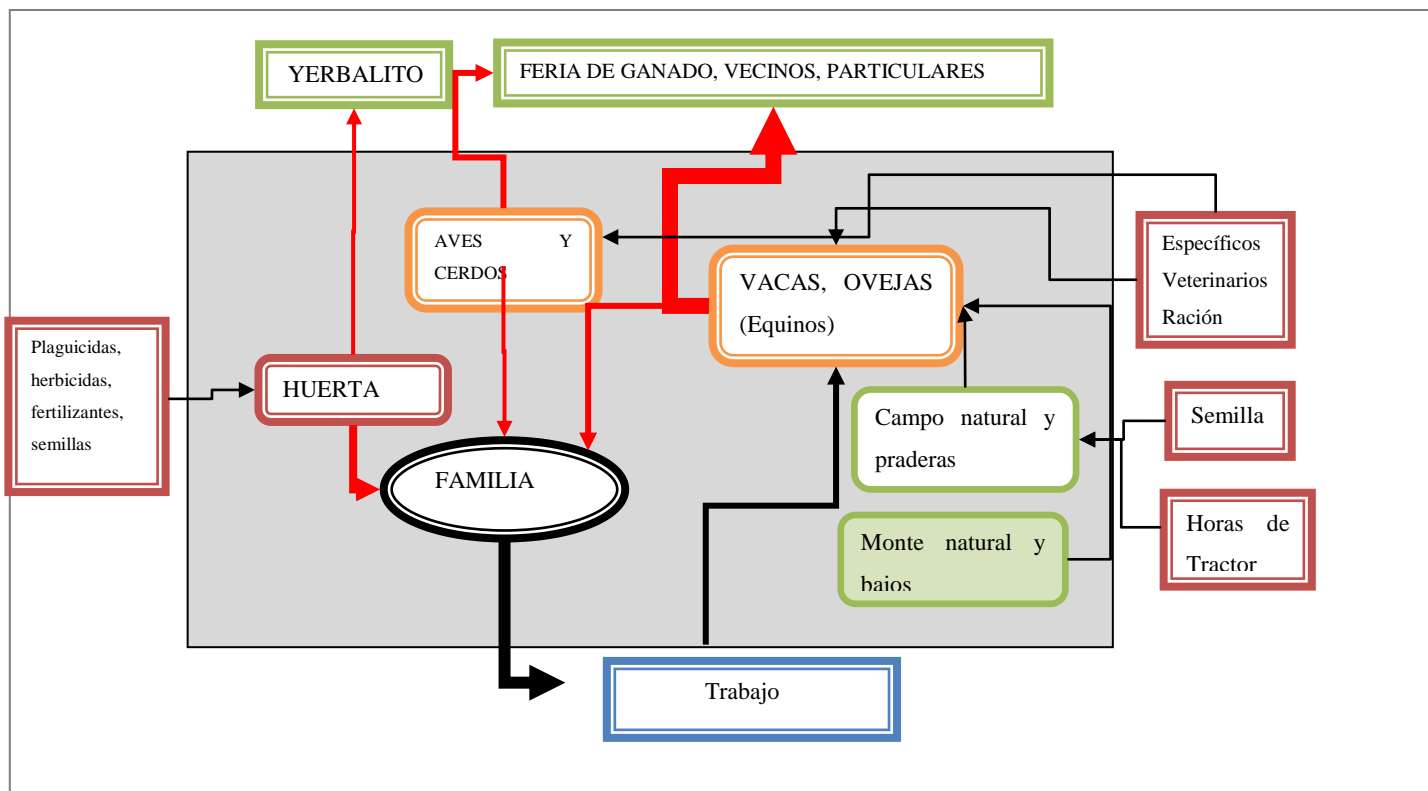 YERBALITO
FERIA DE GANADO, VECINOS, PARTICULARES
AVES Y
CERDOS
VACAS, OVEJAS
(Equinos)
Específicos
Veterinarios
Ración
Plaguicidas,
herbicidas,
fertilizantes,
semillas
HUERTA
Campo natural y
praderas
Semilla
FAMILIA
Monte natural y
bajos
Horas de
Tractor
Trabajo